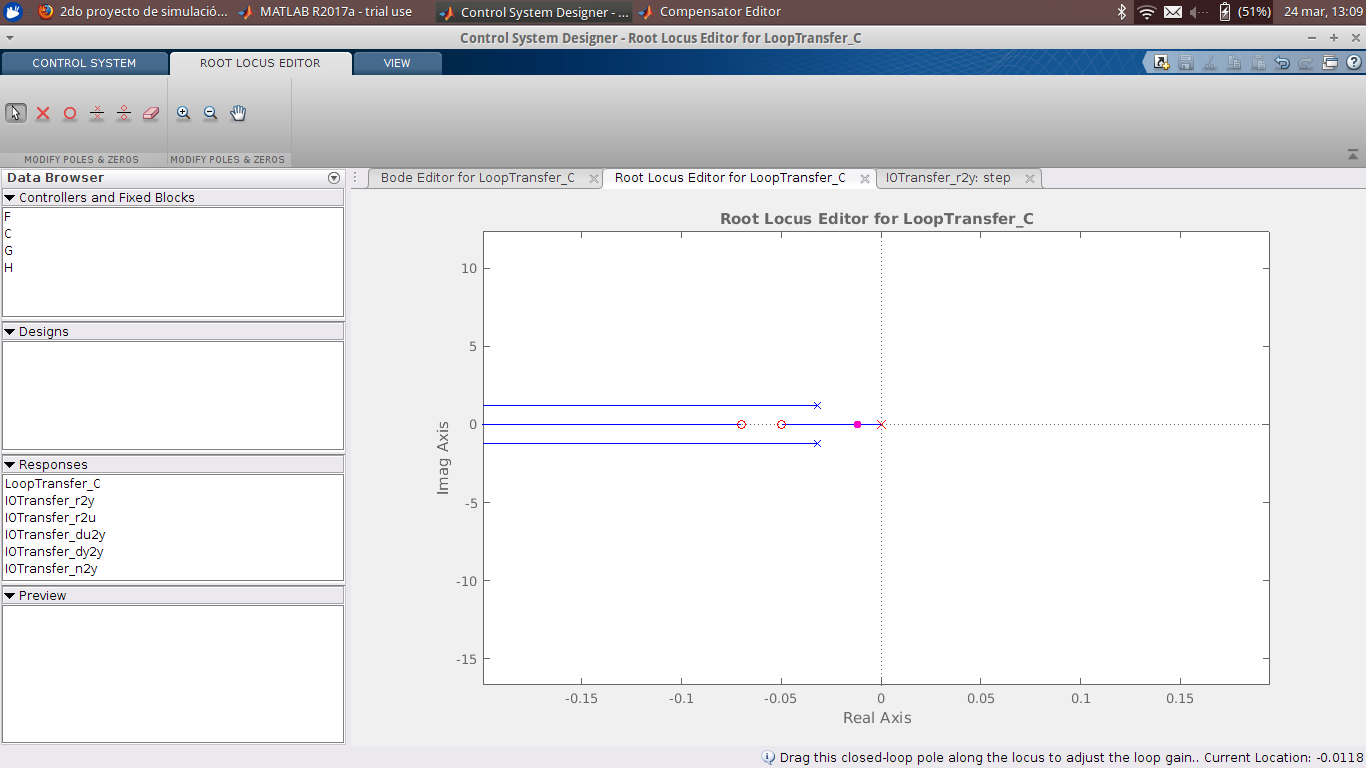 2do proyecto de simulació... MATLAB R2017a - trial use Control System Designer - ... Compensator Editor (51%) 24 mar, 13:09
Control System Designer - Root Locus Editor for LoopTransfer_C
CONTROL SYSTEM ROOT LOCUS EDITOR VIEW
MODIFY POLES & ZEROS MODIFY POLES & ZEROS
Data Browser
Controllers and Fixed Blocks
F
C
G
H
Designs
Responses
LoopTransfer_C
IOTransfer_r2y
IOTransfer_r2u
IOTransfer_du2y
IOTransfer_dy2y
IOTransfer_n2y
Preview
Bode Editor for LoopTransfer_C Root Locus Editor for LoopTransfer_C IOTransfer_r2y: step
Root Locus Editor for LoopTransfer_C
10
5
0
-5
-10
-15
Imag Axis
-0.15 -0.1 -0.05 0 0.05 0.1 0.15
Real Axis
Drag this closed-loop pole along the locus to adjust the loop gain.. Current Location: -0.0118